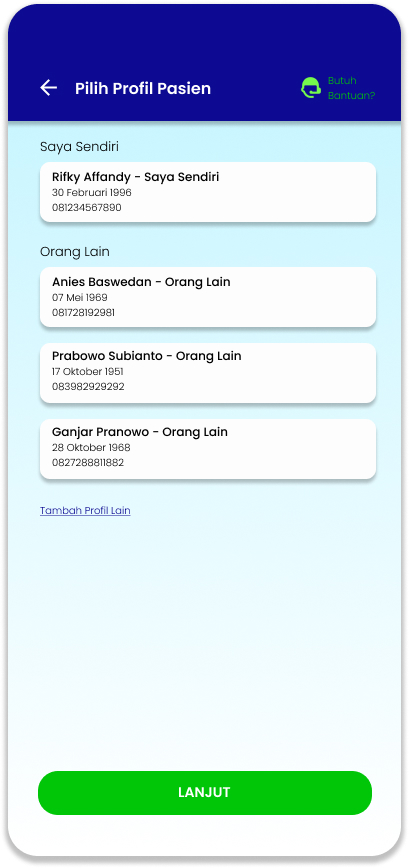 Pilih Profil Pasien
Butuh
Bantuan?
Saya Sendiri
Rifky Affandy - Saya Sendiri
30 Februari 1996
081234567890
Orang Lain
Anies Baswedan - Orang Lain
07 Mei 1969
081728192981
Prabowo Subianto - Orang Lain
17 Oktober 1951
083982929292
Ganjar Pranowo - Orang Lain
28 Oktober 1968
0827288811882
Tambah Profil Lain
LANJUT